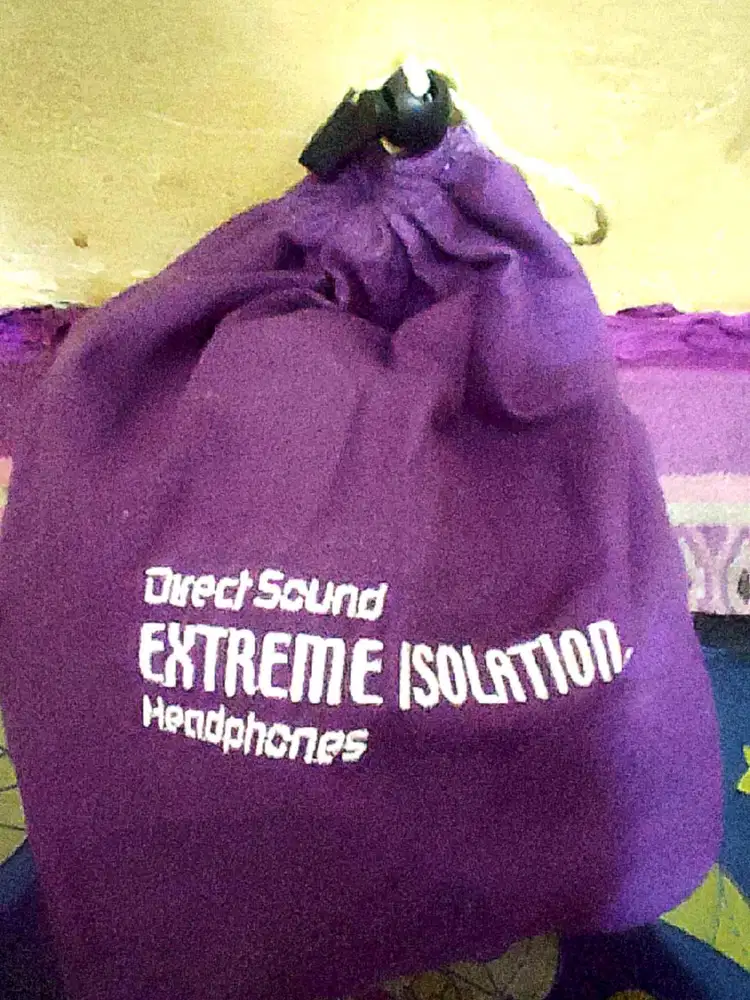 Direct Sound
EXTREME ISOLATION
Headphones